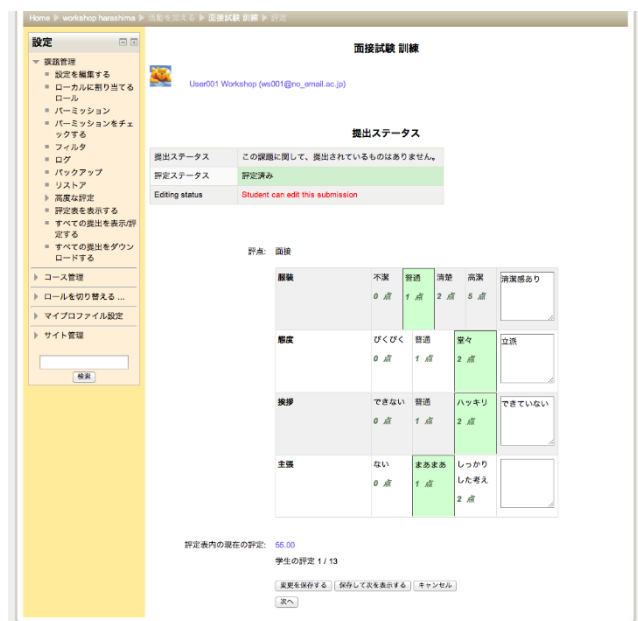 Home ▶ workshop harashima ▶ 活動を加える ▶ 面接試験 訓練 ▶ 評定
設定
課題管理
設定を編集する
ローカルに割り当てる
ロール
パーミッション
パーミッションをチェ
ックする
フィルタ
ログ
バックアップ
リストア
高度な評定
評定表を表示する
すべての提出を表示/評
定する
すべての提出をダウン
ロードする
コース管理
ロールを切り替える ...
マイプロファイル設定
サイト管理
検索
面接試験 訓練
User001 Workshop (ws001@no_email.ac.jp)
提出ステータス
提出ステータス この課題に関して、提出されているものはありません。
評定ステータス 評定済み
Editing status Student can edit this submission
評点: 面接
服装 不潔 普通 清楚 高潔 清潔感あり
0 点 1 点 2 点 5 点
態度 びくびく 普通 堂々 立派
0 点 1 点 2 点
挨拶 できない 普通 ハッキリ できていない
0 点 1 点 2 点
主張 ない まあまあ しっかり
した考え
0 点 1 点
2 点
評定表内の現在の評定: 55.00
学生の評定 1 / 13
変更を保存する 保存して次を表示する キャンセル
次へ